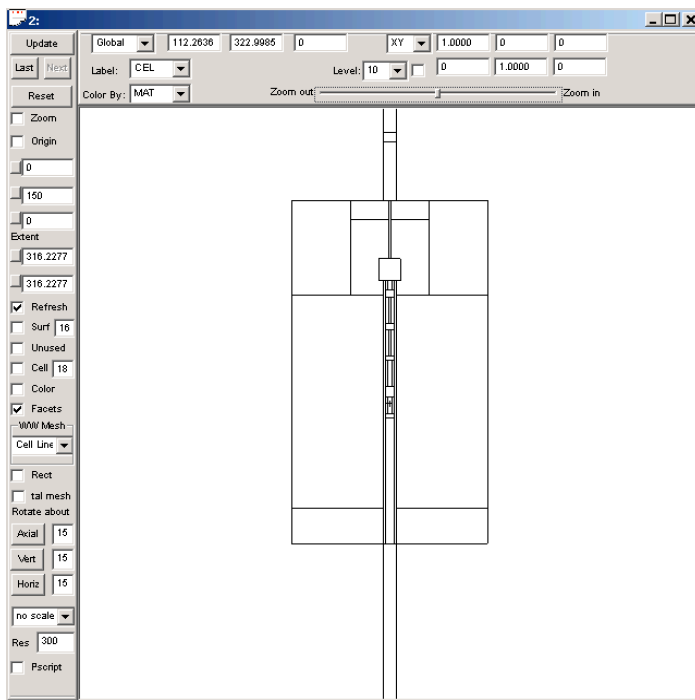 2:
Update
Global 112.2636 322.9985 0 XY 1.0000 0 0
Last Next
Label: CEL Level: 10 0 1.0000 0
Reset
Color By: MAT Zoom out Zoom in
Zoom
Origin
0
150
0
Extent
316.2277
316.2277
Refresh
Surf 16
Unused
Cell 18
Color
Facets
WW Mesh
Cell Line
Rect
tal mesh
Rotate about
Axial 15
Vert 15
Horiz 15
no scale
Res 300
Pscript